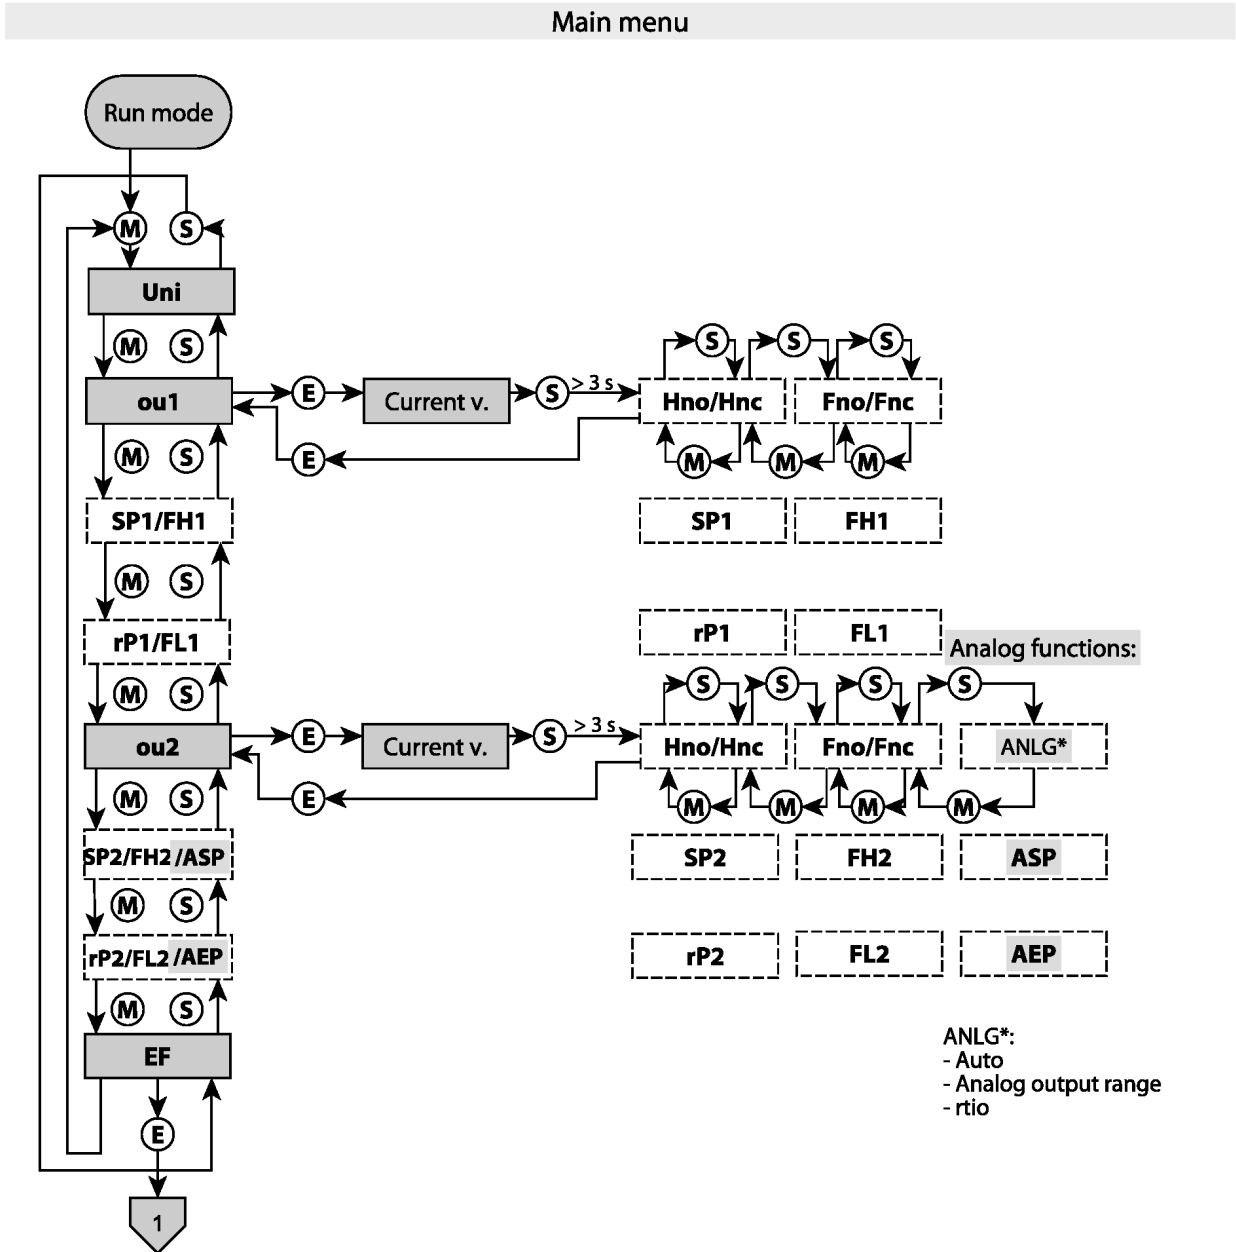 Main menu
Run mode
M S
Uni
M S
S S S
ou1 E Current v. S > 3 s Hno/Hnc Fno/Fnc
M S E M M M
SP1/FH1 SP1 FH1
M S
rP1/FL1 rP1 FL1
Analog functions:
M S S S S S
ou2 E Current v. S > 3 s Hno/Hnc Fno/Fnc ANLG*
M S E M M M M
SP2/FH2/ASP SP2 FH2 ASP
M S
rP2/FL2/AEP rP2 FL2 AEP
M S
EF
ANLG*:
- Auto
- Analog output range
- rtio
E
1